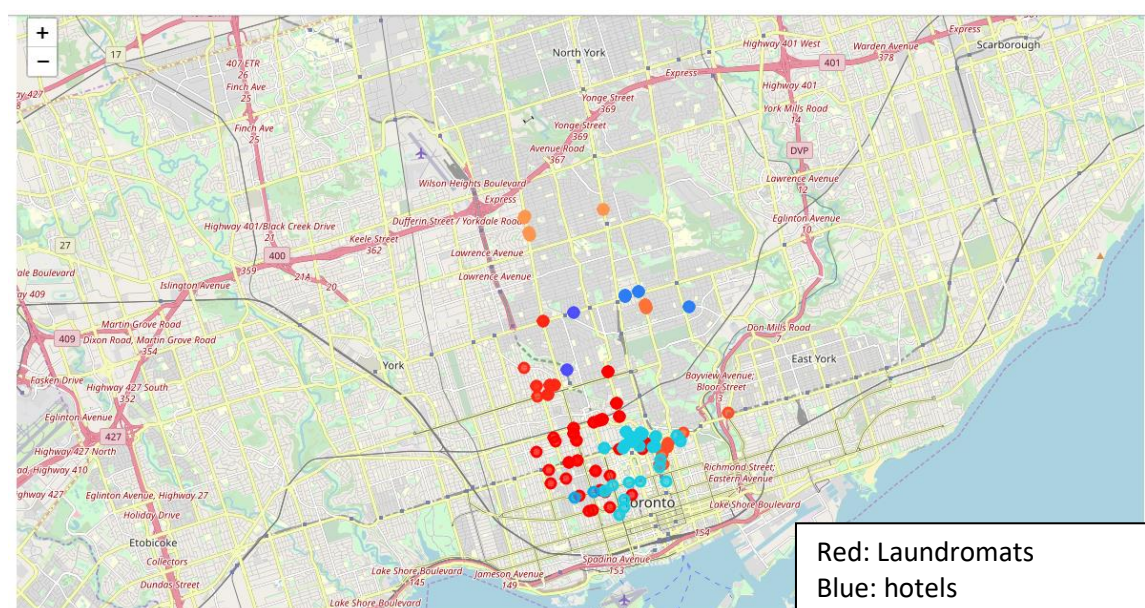 +
−
17
North York
Highway 401 West
Express
Scarborough
Warden Avenue
378
407 ETR
26
Finch Ave
25
Express
401
Highway 401
Yonge Street
369
York Mills Road
14
Finch Ave
25
Yonge Street
369
DVP
Avenue Road
367
Wilson Heights Boulevard
Express
Lawrence Avenue
12
Dufferin Street / Yorkdale Road
Highway 401/Black Creek Drive
21
Keele Street
362
Eglinton Avenue
10
27
400
Lawrence Avenue
359
21A
20
Lawrence Avenue
Islington Avenue
Martin Grove Road
409
Dixon Road, Martin Grove Road
354
Don Mills Road
7
East York
York
Bayview Avenue;
Bloor Street
Highway 427 South
352
Eglinton Avenue
427
Highway 427 North
Richmond Street;
Eastern Avenue
Eglinton Avenue, Highway 27
Lake Shore Boulevard
Holiday Drive
154
Etobicoke
Collectors
Spadina Avenue
153
Dundas Street
Lake Shore Boulevard
145
Jameson Avenue
149
Lake Shore Boulevard
Red: Laundromats
Blue: hotels